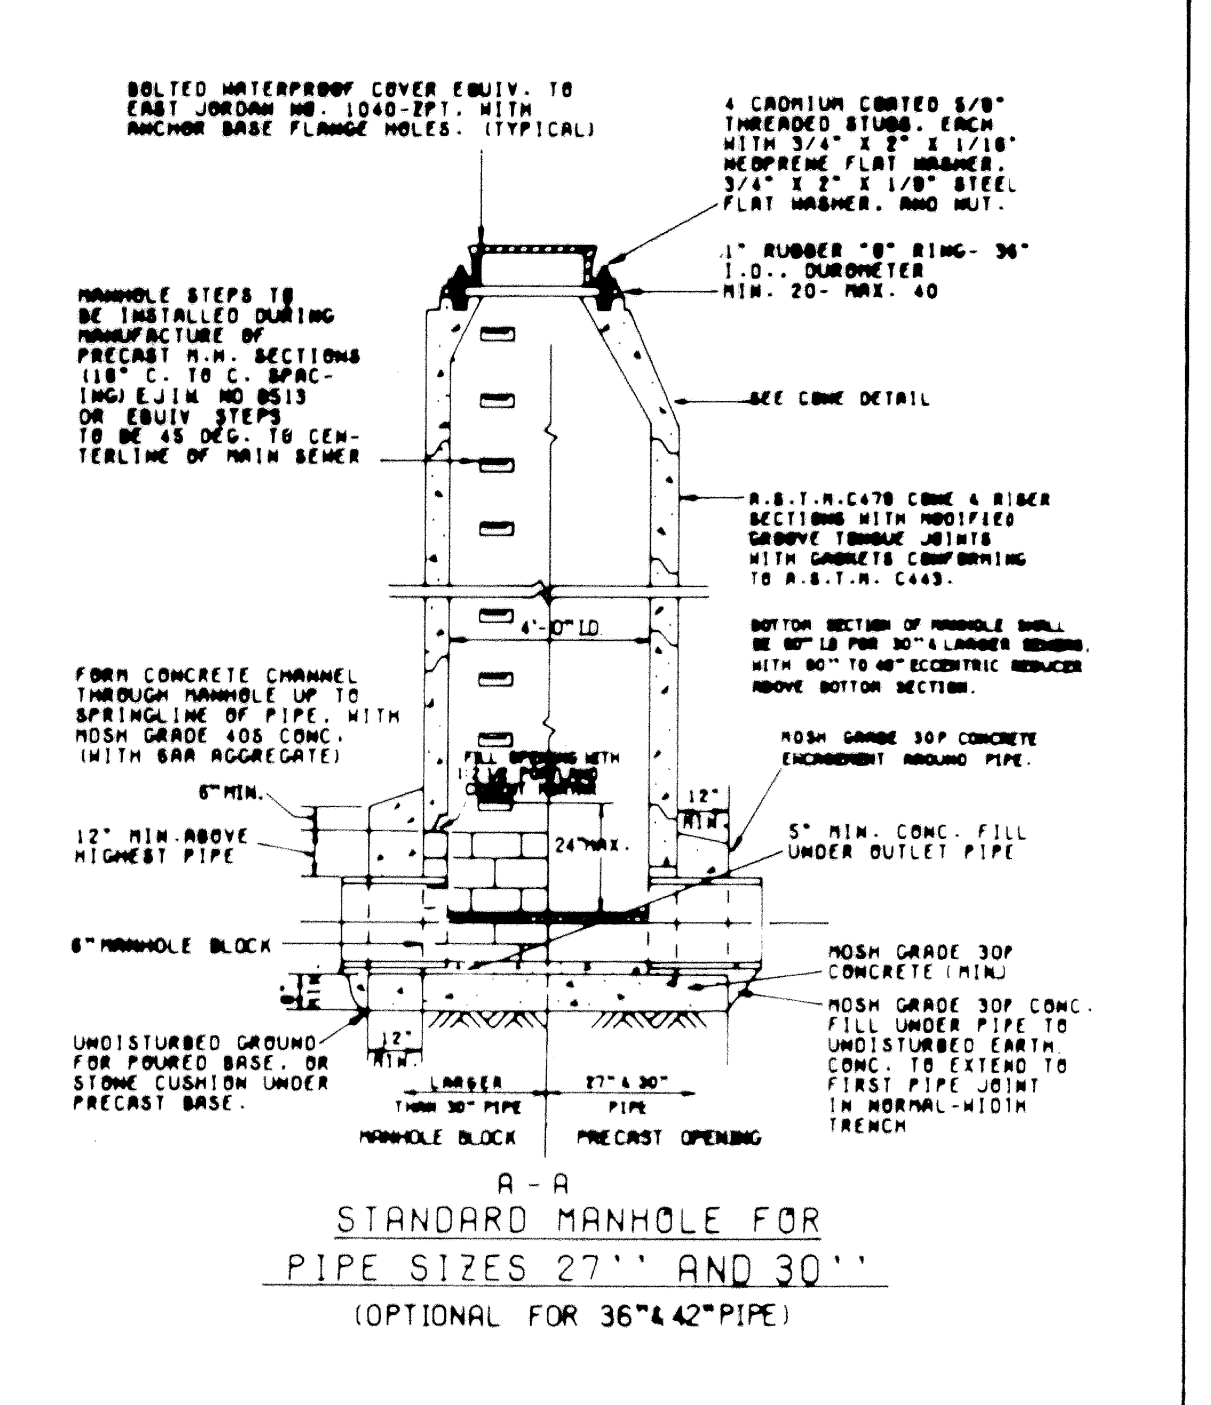 BOLTED WATERPROOF COVER EQUIV. TO
EAST JORDAN NO. 1040-ZPT. WITH
ANCHOR BASE FLANGE HOLES. (TYPICAL)
4 CADMIUM COATED 5/8"
THREADED STUBS. EACH
WITH 3/4" X 2" X 1/16"
NEOPRENE FLAT WASHER.
3/4" X 2" X 1/8" STEEL
FLAT WASHER. AND NUT.
1" RUBBER "O" RING- 36"
I.D.. DUROMETER
MIN. 20- MAX. 40
MANHOLE STEPS TO
BE INSTALLED DURING
MANUFACTURE OF
PRECAST M.H. SECTIONS
(18" C. TO C. SPAC-
ING) EJIW. NO 8513
OR EQUIV STEPS
TO BE 45 DEG. TO CEN-
TERLINE OF MAIN SEWER
SEE CONE DETAIL
A.S.T.M.C478 CONE & RISER
SECTIONS WITH MODIFIED
GROOVE TONGUE JOINTS
WITH GASKETS CONFORMING
TO A.S.T.M. C443.
4'-0" I.D.
BOTTOM SECTION OF MANHOLE SHALL
BE 60" ID FOR 30" & LARGER SEWERS.
WITH 60" TO 48" ECCENTRIC REDUCER
ABOVE BOTTOM SECTION.
FORM CONCRETE CHANNEL
THROUGH MANHOLE UP TO
SPRINGLINE OF PIPE. WITH
MDSH GRADE 40S CONC.
(WITH 6AA AGGREGATE)
MDSH GRADE 30P CONCRETE
ENCASEMENT AROUND PIPE.
FILL OPENING WITH
PORTLAND
CEMENT MORTAR
6" MIN.
12"
MIN.
12" MIN. ABOVE
HIGHEST PIPE
24" MAX.
5" MIN. CONC. FILL
UNDER OUTLET PIPE
6" MANHOLE BLOCK
MDSH GRADE 30P
CONCRETE (MIN)
8"
MIN.
MDSH GRADE 30P CONC.
FILL UNDER PIPE TO
UNDISTURBED EARTH.
CONC. TO EXTEND TO
FIRST PIPE JOINT
IN NORMAL-WIDTH
TRENCH
UNDISTURBED GROUND
FOR POURED BASE. OR
STONE CUSHION UNDER
PRECAST BASE.
12"
MIN.
LARGER
THAN 30" PIPE
27" & 30"
PIPE
MANHOLE BLOCK
PRECAST OPENING
A - A
STANDARD MANHOLE FOR
PIPE SIZES 27'' AND 30''
(OPTIONAL FOR 36" & 42" PIPE)